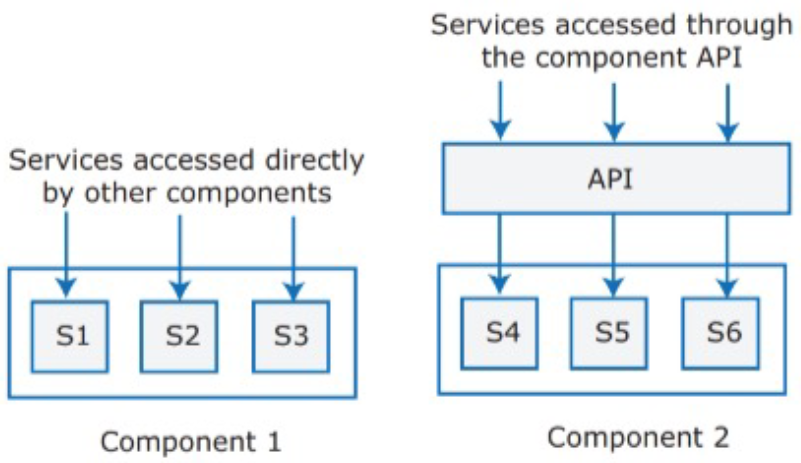 Services accessed directly
by other components
S1
S2
S3
Component 1
Services accessed through
the component API
API
S4
S5
S6
Component 2